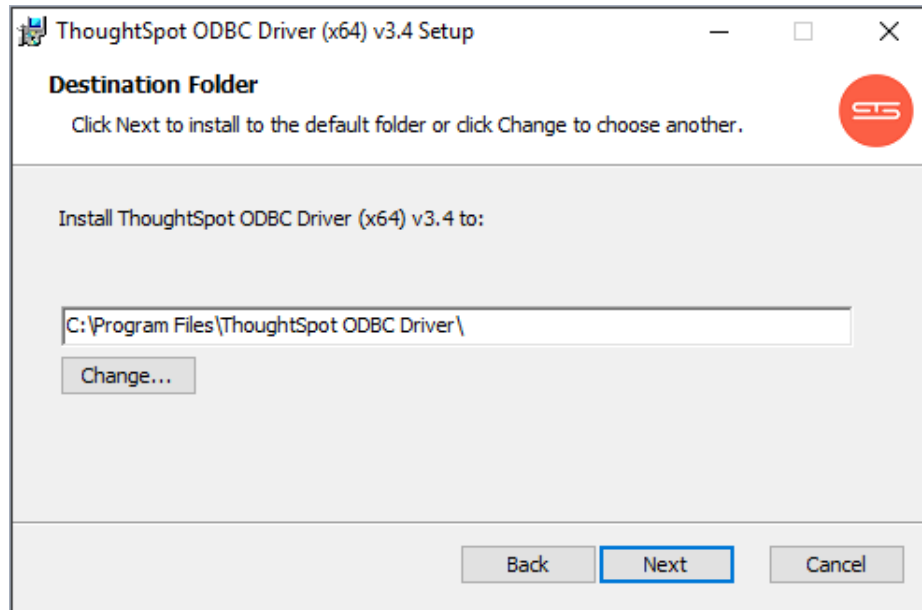 ThoughtSpot ODBC Driver (x64) v3.4 Setup
Destination Folder
Click Next to install to the default folder or click Change to choose another.
Install ThoughtSpot ODBC Driver (x64) v3.4 to:
C:\Program Files\ThoughtSpot ODBC Driver\
Change...
Back Next Cancel